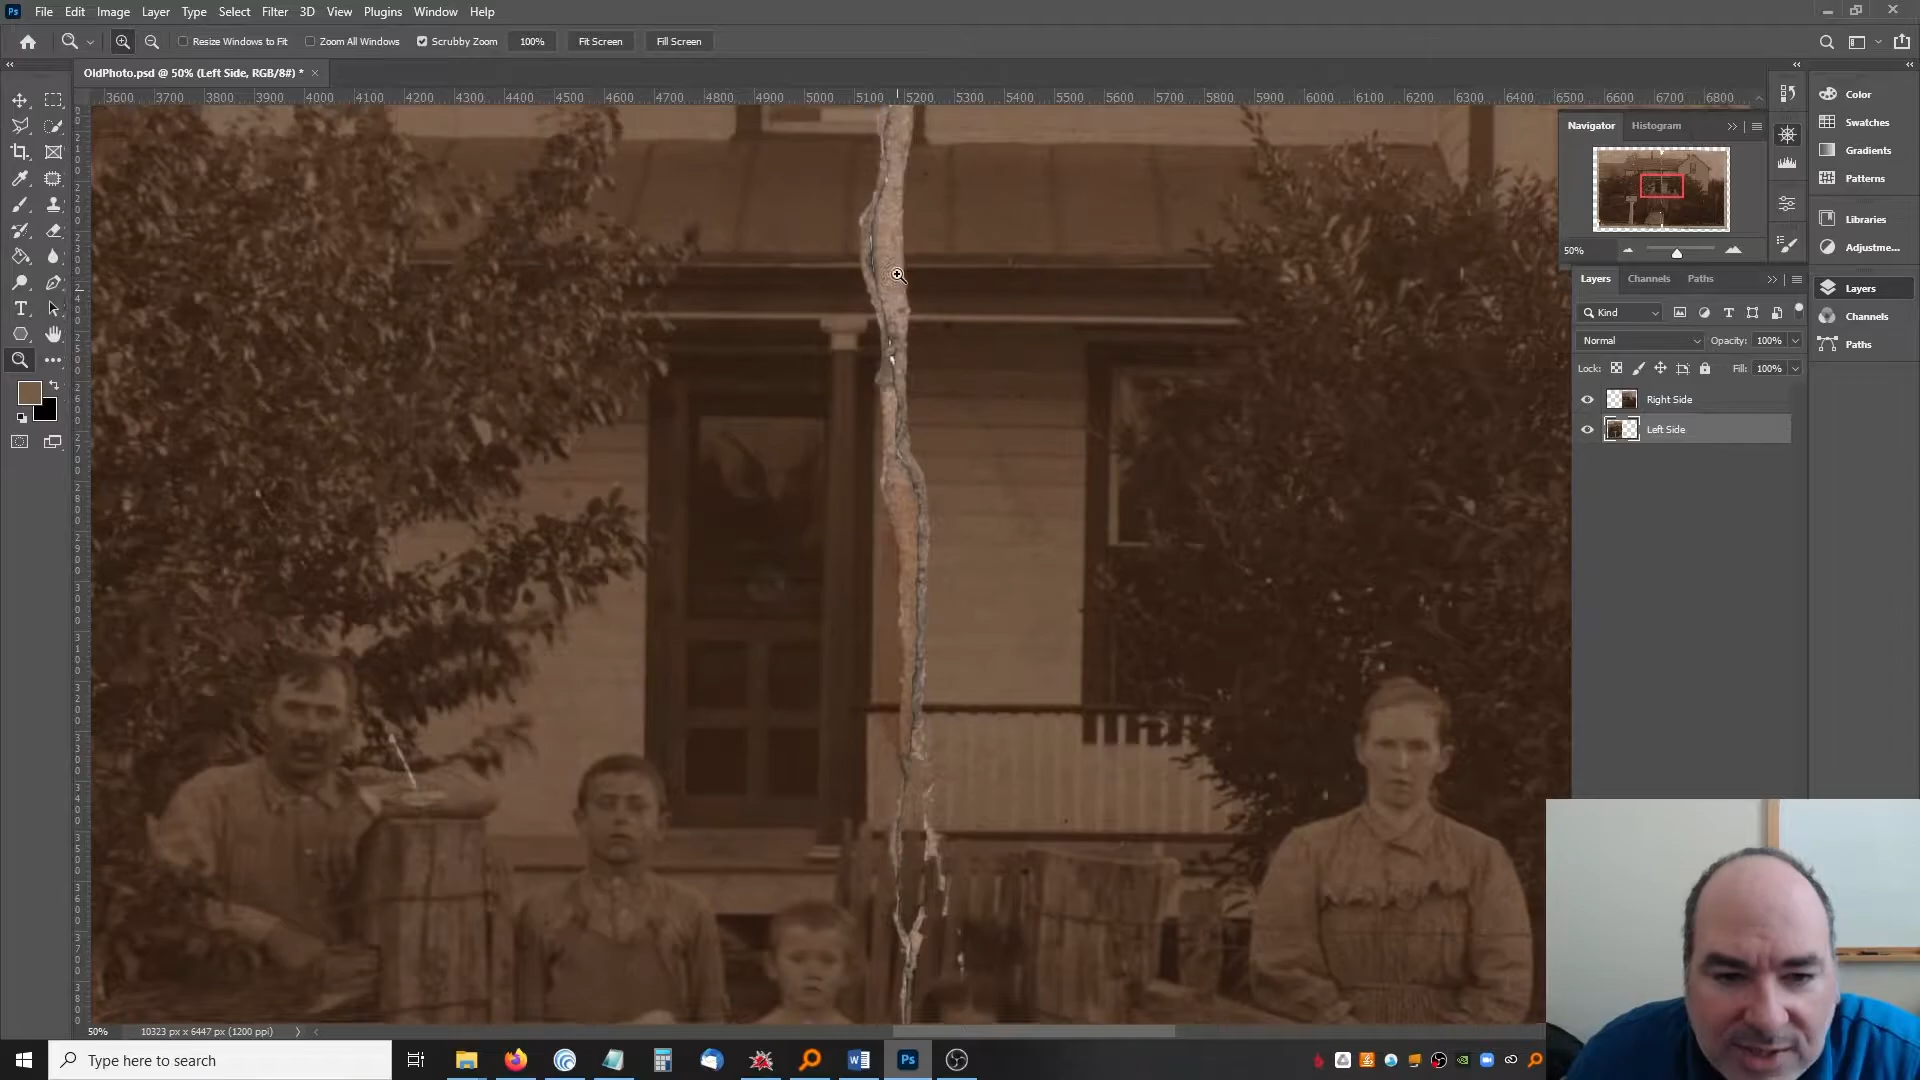 Ps File Edit Image Layer Type Select Filter 3D View Plugins Window Help
Resize Windows to Fit Zoom All Windows Scrubby Zoom 100% Fit Screen Fill Screen
OldPhoto.psd @ 50% (Left Side, RGB/8#) * ×
3600 3700 3800 3900 4000 4100 4200 4300 4400 4500 4600 4700 4800 4900 5000 5100 5200 5300 5400 5500 5600 5700 5800 5900 6000 6100 6200 6300 6400 6500 6600 6700 6800
Navigator Histogram
50%
Layers Channels Paths
Kind
Normal Opacity: 100%
Lock: Fill: 100%
Right Side
Left Side
Color
Swatches
Gradients
Patterns
Libraries
Adjustme...
Layers
Channels
Paths
50% 10323 px x 6447 px (1200 ppi)
Type here to search
Ps